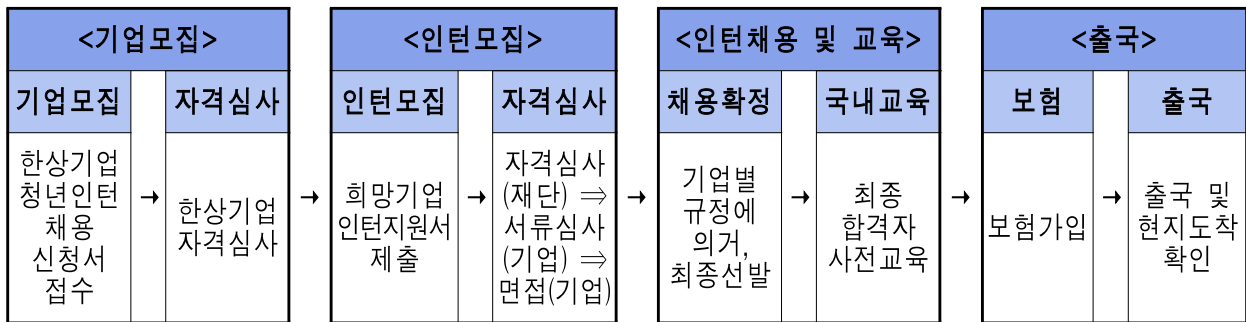 <기업모집>
기업모집
자격심사
한상기업
청년인턴
채용
신청서
접수
→
한상기업
자격심사
→
<인턴모집>
인턴모집
자격심사
희망기업
인턴지원서
제출
→
자격심사
(재단) ⇒
서류심사
(기업) ⇒
면접(기업)
→
<인턴채용 및 교육>
채용확정
국내교육
기업별
규정에
의거,
최종선발
→
최종
합격자
사전교육
→
<출국>
보험
출국
보험가입
→
출국 및
현지도착
확인